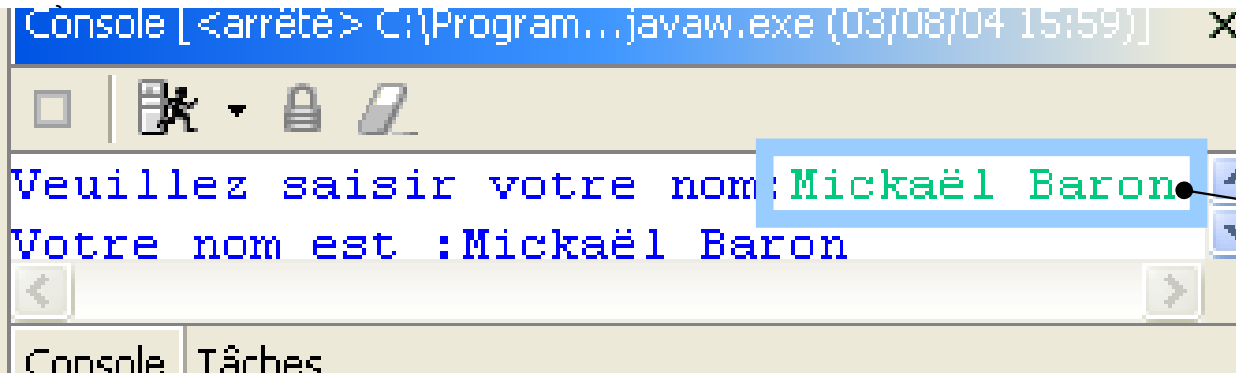 Console [<arrêté> C:\Program...javaw.exe (03/08/04 15:59)]
Veuillez saisir votre nom:Mickaël Baron
Votre nom est :Mickaël Baron
Console Tâches